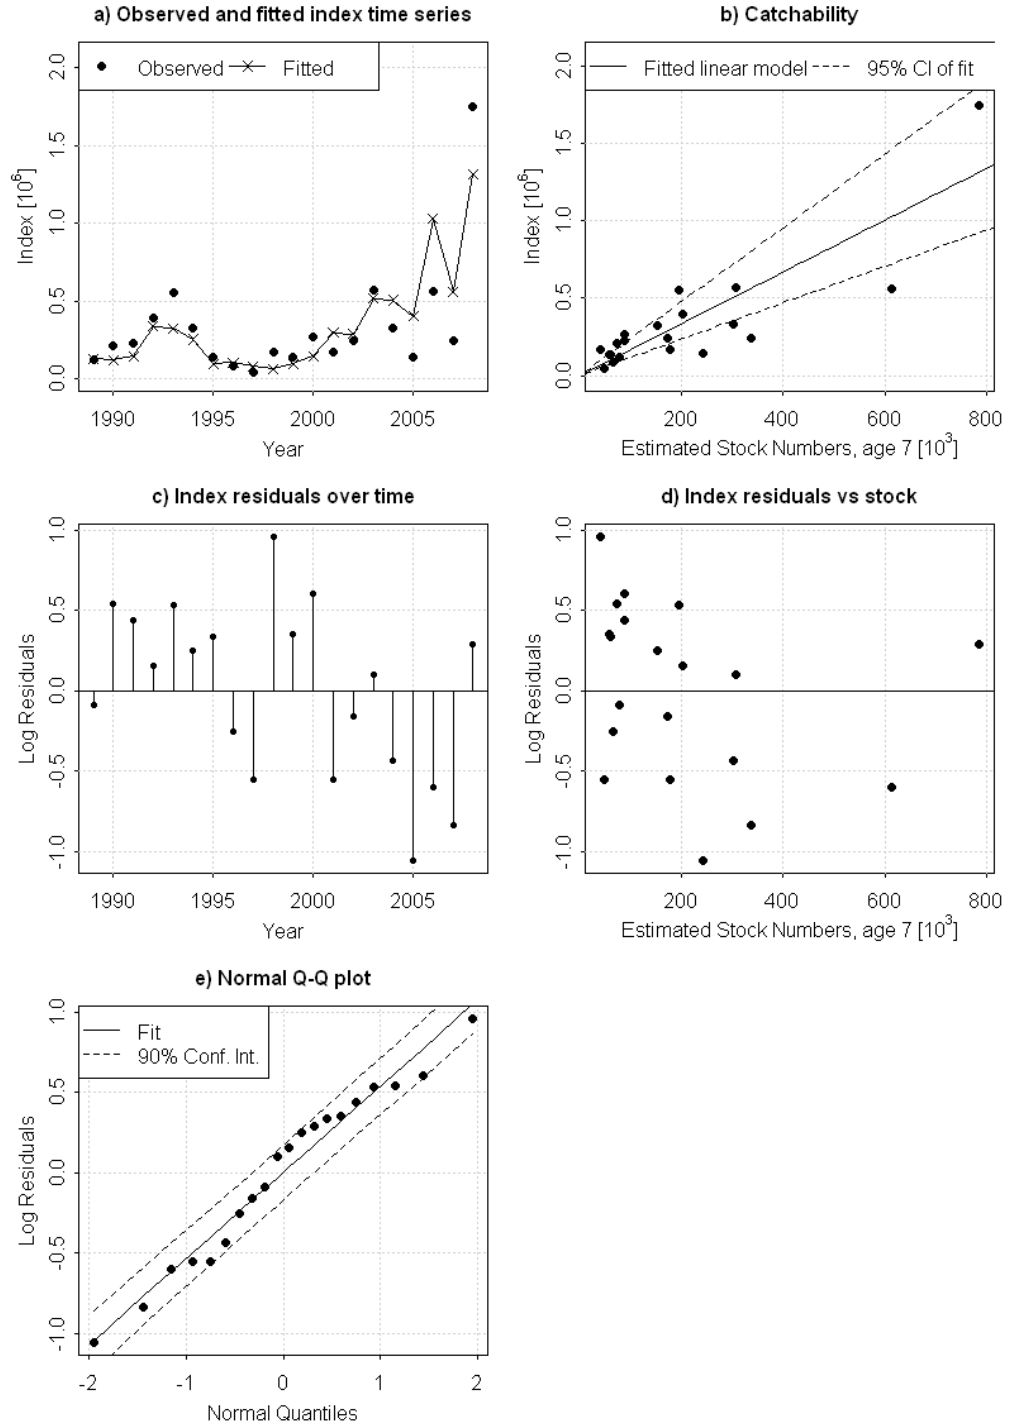 a) Observed and fitted index time series
Observed Fitted
Index [10^6]
0.0 0.5 1.0 1.5 2.0
1990 1995 2000 2005
Year
b) Catchability
Fitted linear model 95% CI of fit
Index [10^6]
0.0 0.5 1.0 1.5 2.0
200 400 600 800
Estimated Stock Numbers, age 7 [10^3]
c) Index residuals over time
Log Residuals
-1.0 -0.5 0.0 0.5 1.0
1990 1995 2000 2005
Year
d) Index residuals vs stock
Log Residuals
-1.0 -0.5 0.0 0.5 1.0
200 400 600 800
Estimated Stock Numbers, age 7 [10^3]
e) Normal Q-Q plot
Fit
90% Conf. Int.
Log Residuals
-1.0 -0.5 0.0 0.5 1.0
-2 -1 0 1 2
Normal Quantiles